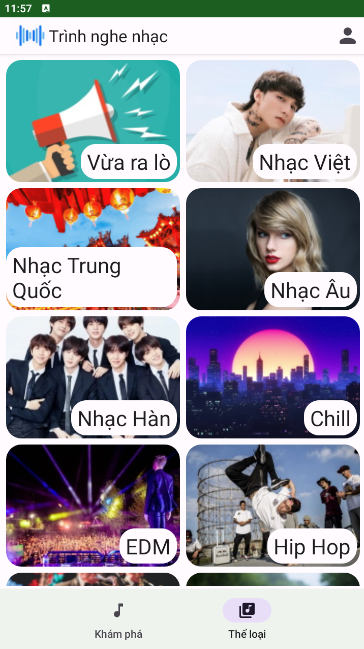 11:57
Trình nghe nhạc
Vừa ra lò
Nhạc Việt
Nhạc Trung
Quốc
Nhạc Âu
Nhạc Hàn
Chill
EDM
Hip Hop
Khám phá
Thể loại